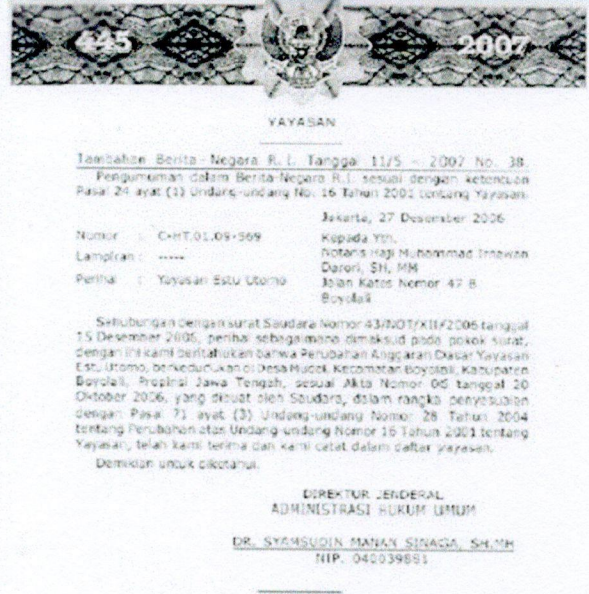 445 2007
YAYASAN
Tambahan Berita-Negara R.I. Tanggal 11/5 - 2007 No. 38.
Pengumuman dalam Berita-Negara R.I. sesuai dengan ketentuan
Pasal 24 ayat (1) Undang-undang No. 16 Tahun 2001 tentang Yayasan.
Jakarta, 27 Desember 2006
Nomor : C-HT.01.09-569
Kepada Yth.
Lampiran : -----
Notaris Haji Muhammad
Darori, SH, MM
Perihal : Yayasan Estu Utomo
Jalan Kates Nomor 47 B
Boyolali
Sehubungan dengan surat Saudara Nomor 43/NOT/XII/2006 tanggal
15 Desember 2006, perihal sebagaimana dimaksud pada pokok surat,
dengan ini kami beritahukan bahwa Perubahan Anggaran Dasar Yayasan
Estu Utomo, berkedudukan di Desa Kecamatan Boyolali, Kabupaten
Boyolali, Propinsi Jawa Tengah, sesuai Akta Nomor 06 tanggal 20
Oktober 2006, yang dibuat oleh Saudara, dalam rangka penyesuaian
dengan Pasal 71 ayat (3) Undang-undang Nomor 28 Tahun 2004
tentang Perubahan atas Undang-undang Nomor 16 Tahun 2001 tentang
Yayasan, telah kami terima dan kami catat dalam daftar yayasan.
Demikian untuk diketahui.
DIREKTUR JENDERAL
ADMINISTRASI HUKUM UMUM
DR. SYAMSUDIN MANAN SINAGA, SH.MH
NIP. 040039881